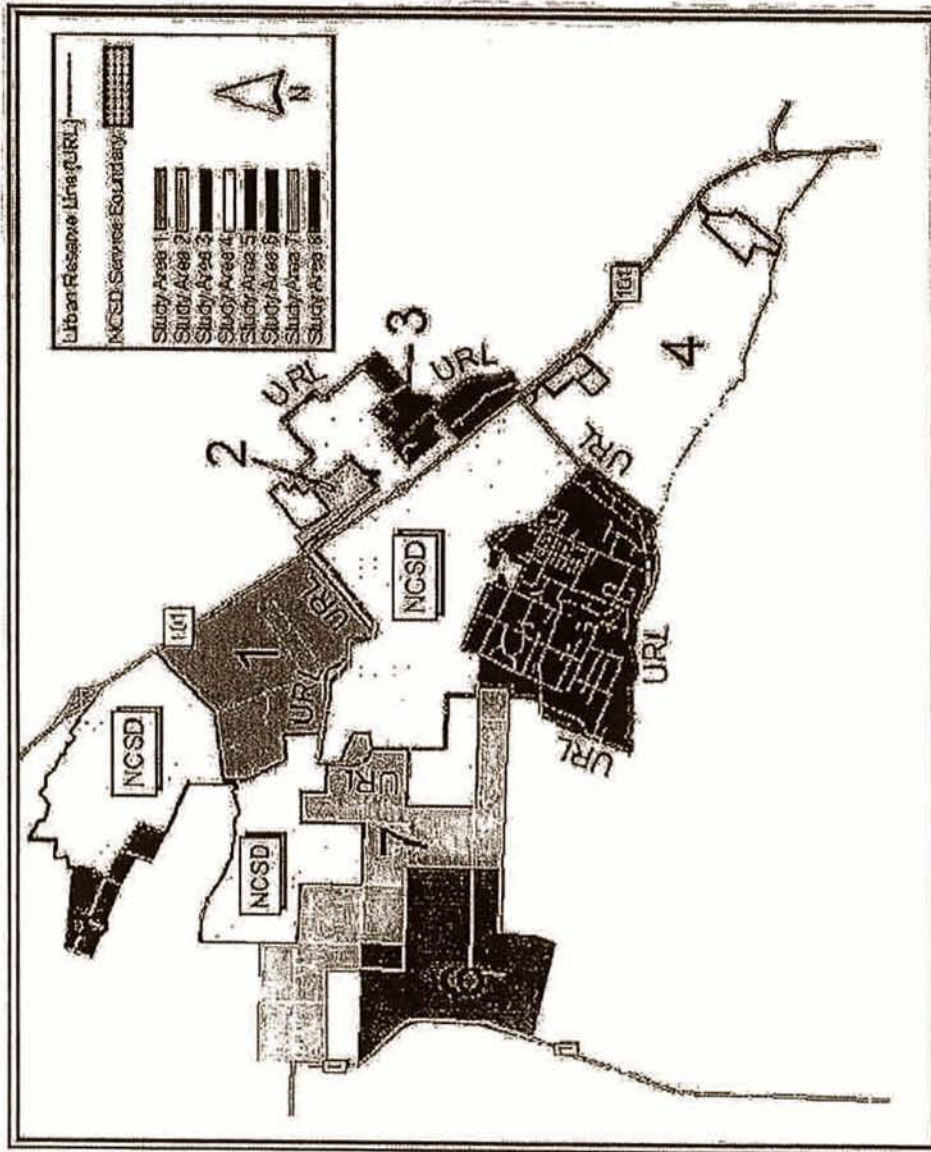 Urban Reserve Line (URL)
NCSD Service Boundary
Study Area 1
Study Area 2
Study Area 3
Study Area 4
Study Area 5
Study Area 6
Study Area 7
Study Area 8
N
101
NCSD
1
URL
URL
2
URL
3
URL
NCSD
NCSD
URL
7
101
4
URL
URL
URL
1
1